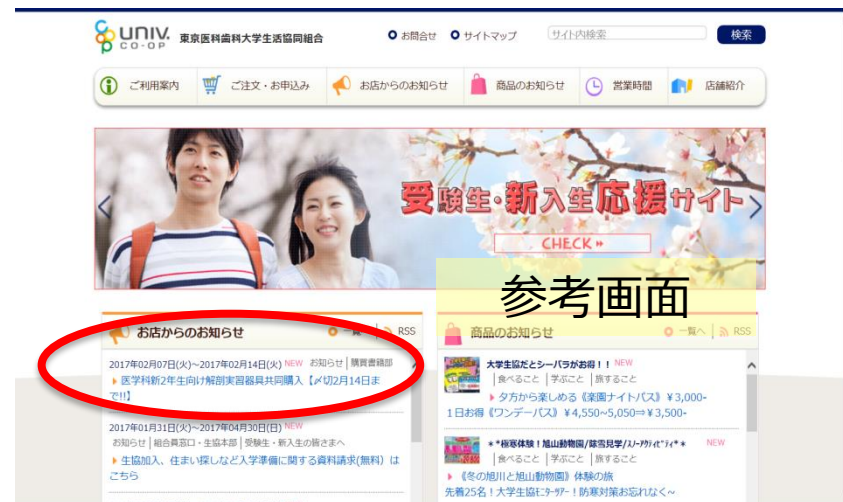 UNIV.
CO-OP
東京医科歯科大学生活協同組合
お問合せ
サイトマップ
サイト内検索
検索
ご利用案内
ご注文・お申込み
お店からのお知らせ
商品のお知らせ
営業時間
店舗紹介
受験生・新入生応援サイト
CHECK
参考画面
お店からのお知らせ
一覧へ RSS
2017年02月07日(火)~2017年02月14日(火) NEW お知らせ|購買書籍部
医学科新2年生向け解剖実習器具共同購入【〆切2月14日ま
で!!】
2017年01月31日(火)~2017年04月30日(日) NEW
お知らせ|組合員窓口・生協本部|受験生・新入生の皆さまへ
生協加入、住まい探しなど入学準備に関する資料請求(無料)は
こちら
商品のお知らせ
一覧へ RSS
大学生協だとシーパラがお得！！ NEW
|食べること|学ぶこと|旅すること
夕方から楽しめる《楽園ナイトパス》￥3,000-
1日お得《ワンデーパス》￥4,550~5,050⇒￥3,500-
**極寒体験！旭山動物園/篠雪見学/スノーアクティビティ** NEW
|食べること|学ぶこと|旅すること
《冬の旭川と旭山動物園》体験の旅
先着25名！大学生協ﾓﾆﾀｰﾂｱｰ！防寒対策お忘れなく～